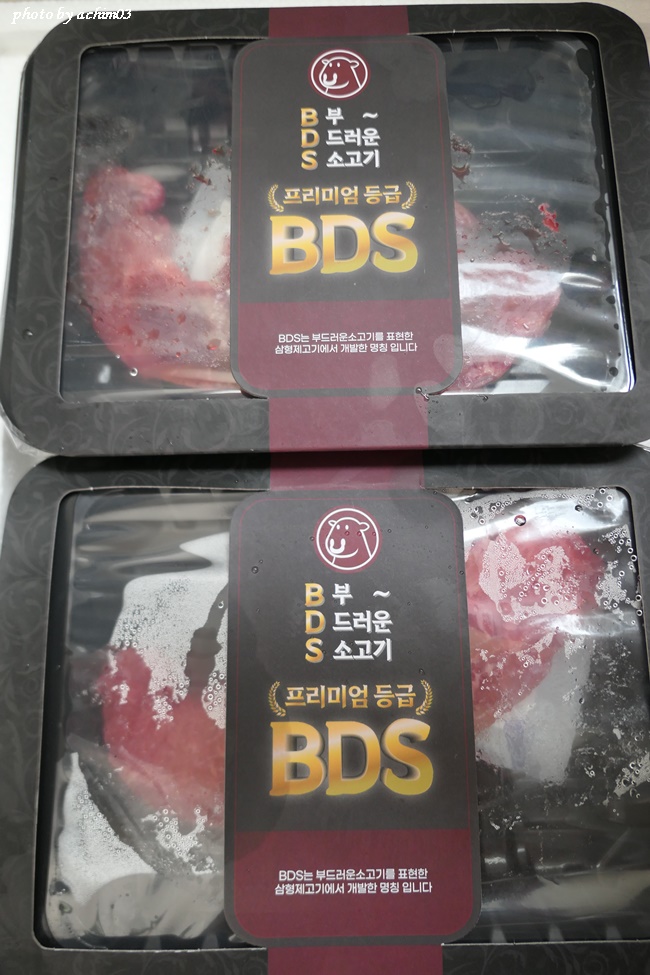 photo by achim03
B 부 ~
D 드러운
S 소고기
프리미엄 등급
BDS
BDS는 부드러운소고기를 표현한
삼형제고기에서 개발한 명칭 입니다
B 부 ~
D 드러운
S 소고기
프리미엄 등급
BDS
BDS는 부드러운소고기를 표현한
삼형제고기에서 개발한 명칭 입니다